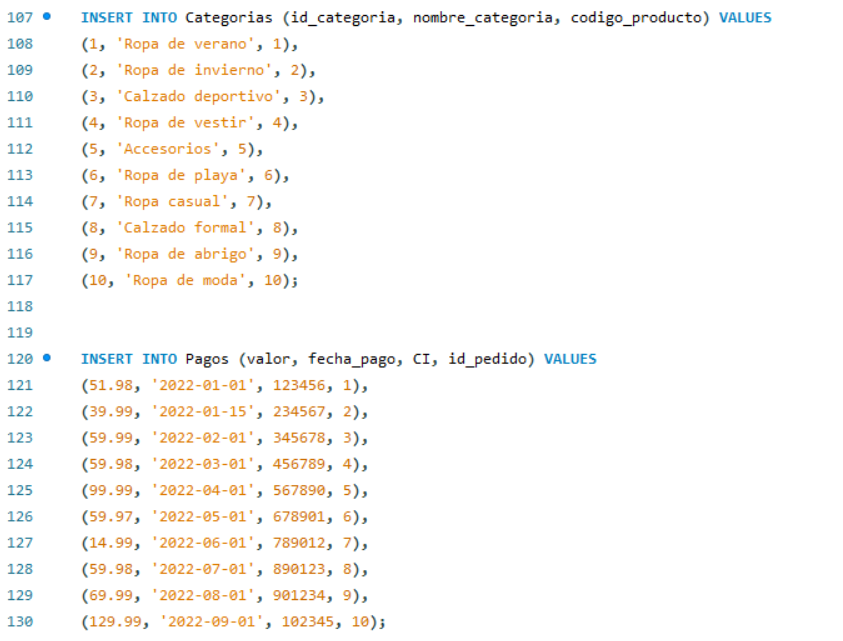 107 INSERT INTO Categorias (id_categoria, nombre_categoria, codigo_producto) VALUES
108 (1, 'Ropa de verano', 1),
109 (2, 'Ropa de invierno', 2),
110 (3, 'Calzado deportivo', 3),
111 (4, 'Ropa de vestir', 4),
112 (5, 'Accesorios', 5),
113 (6, 'Ropa de playa', 6),
114 (7, 'Ropa casual', 7),
115 (8, 'Calzado formal', 8),
116 (9, 'Ropa de abrigo', 9),
117 (10, 'Ropa de moda', 10);
118
119
120 INSERT INTO Pagos (valor, fecha_pago, CI, id_pedido) VALUES
121 (51.98, '2022-01-01', 123456, 1),
122 (39.99, '2022-01-15', 234567, 2),
123 (59.99, '2022-02-01', 345678, 3),
124 (59.98, '2022-03-01', 456789, 4),
125 (99.99, '2022-04-01', 567890, 5),
126 (59.97, '2022-05-01', 678901, 6),
127 (14.99, '2022-06-01', 789012, 7),
128 (59.98, '2022-07-01', 890123, 8),
129 (69.99, '2022-08-01', 901234, 9),
130 (129.99, '2022-09-01', 102345, 10);